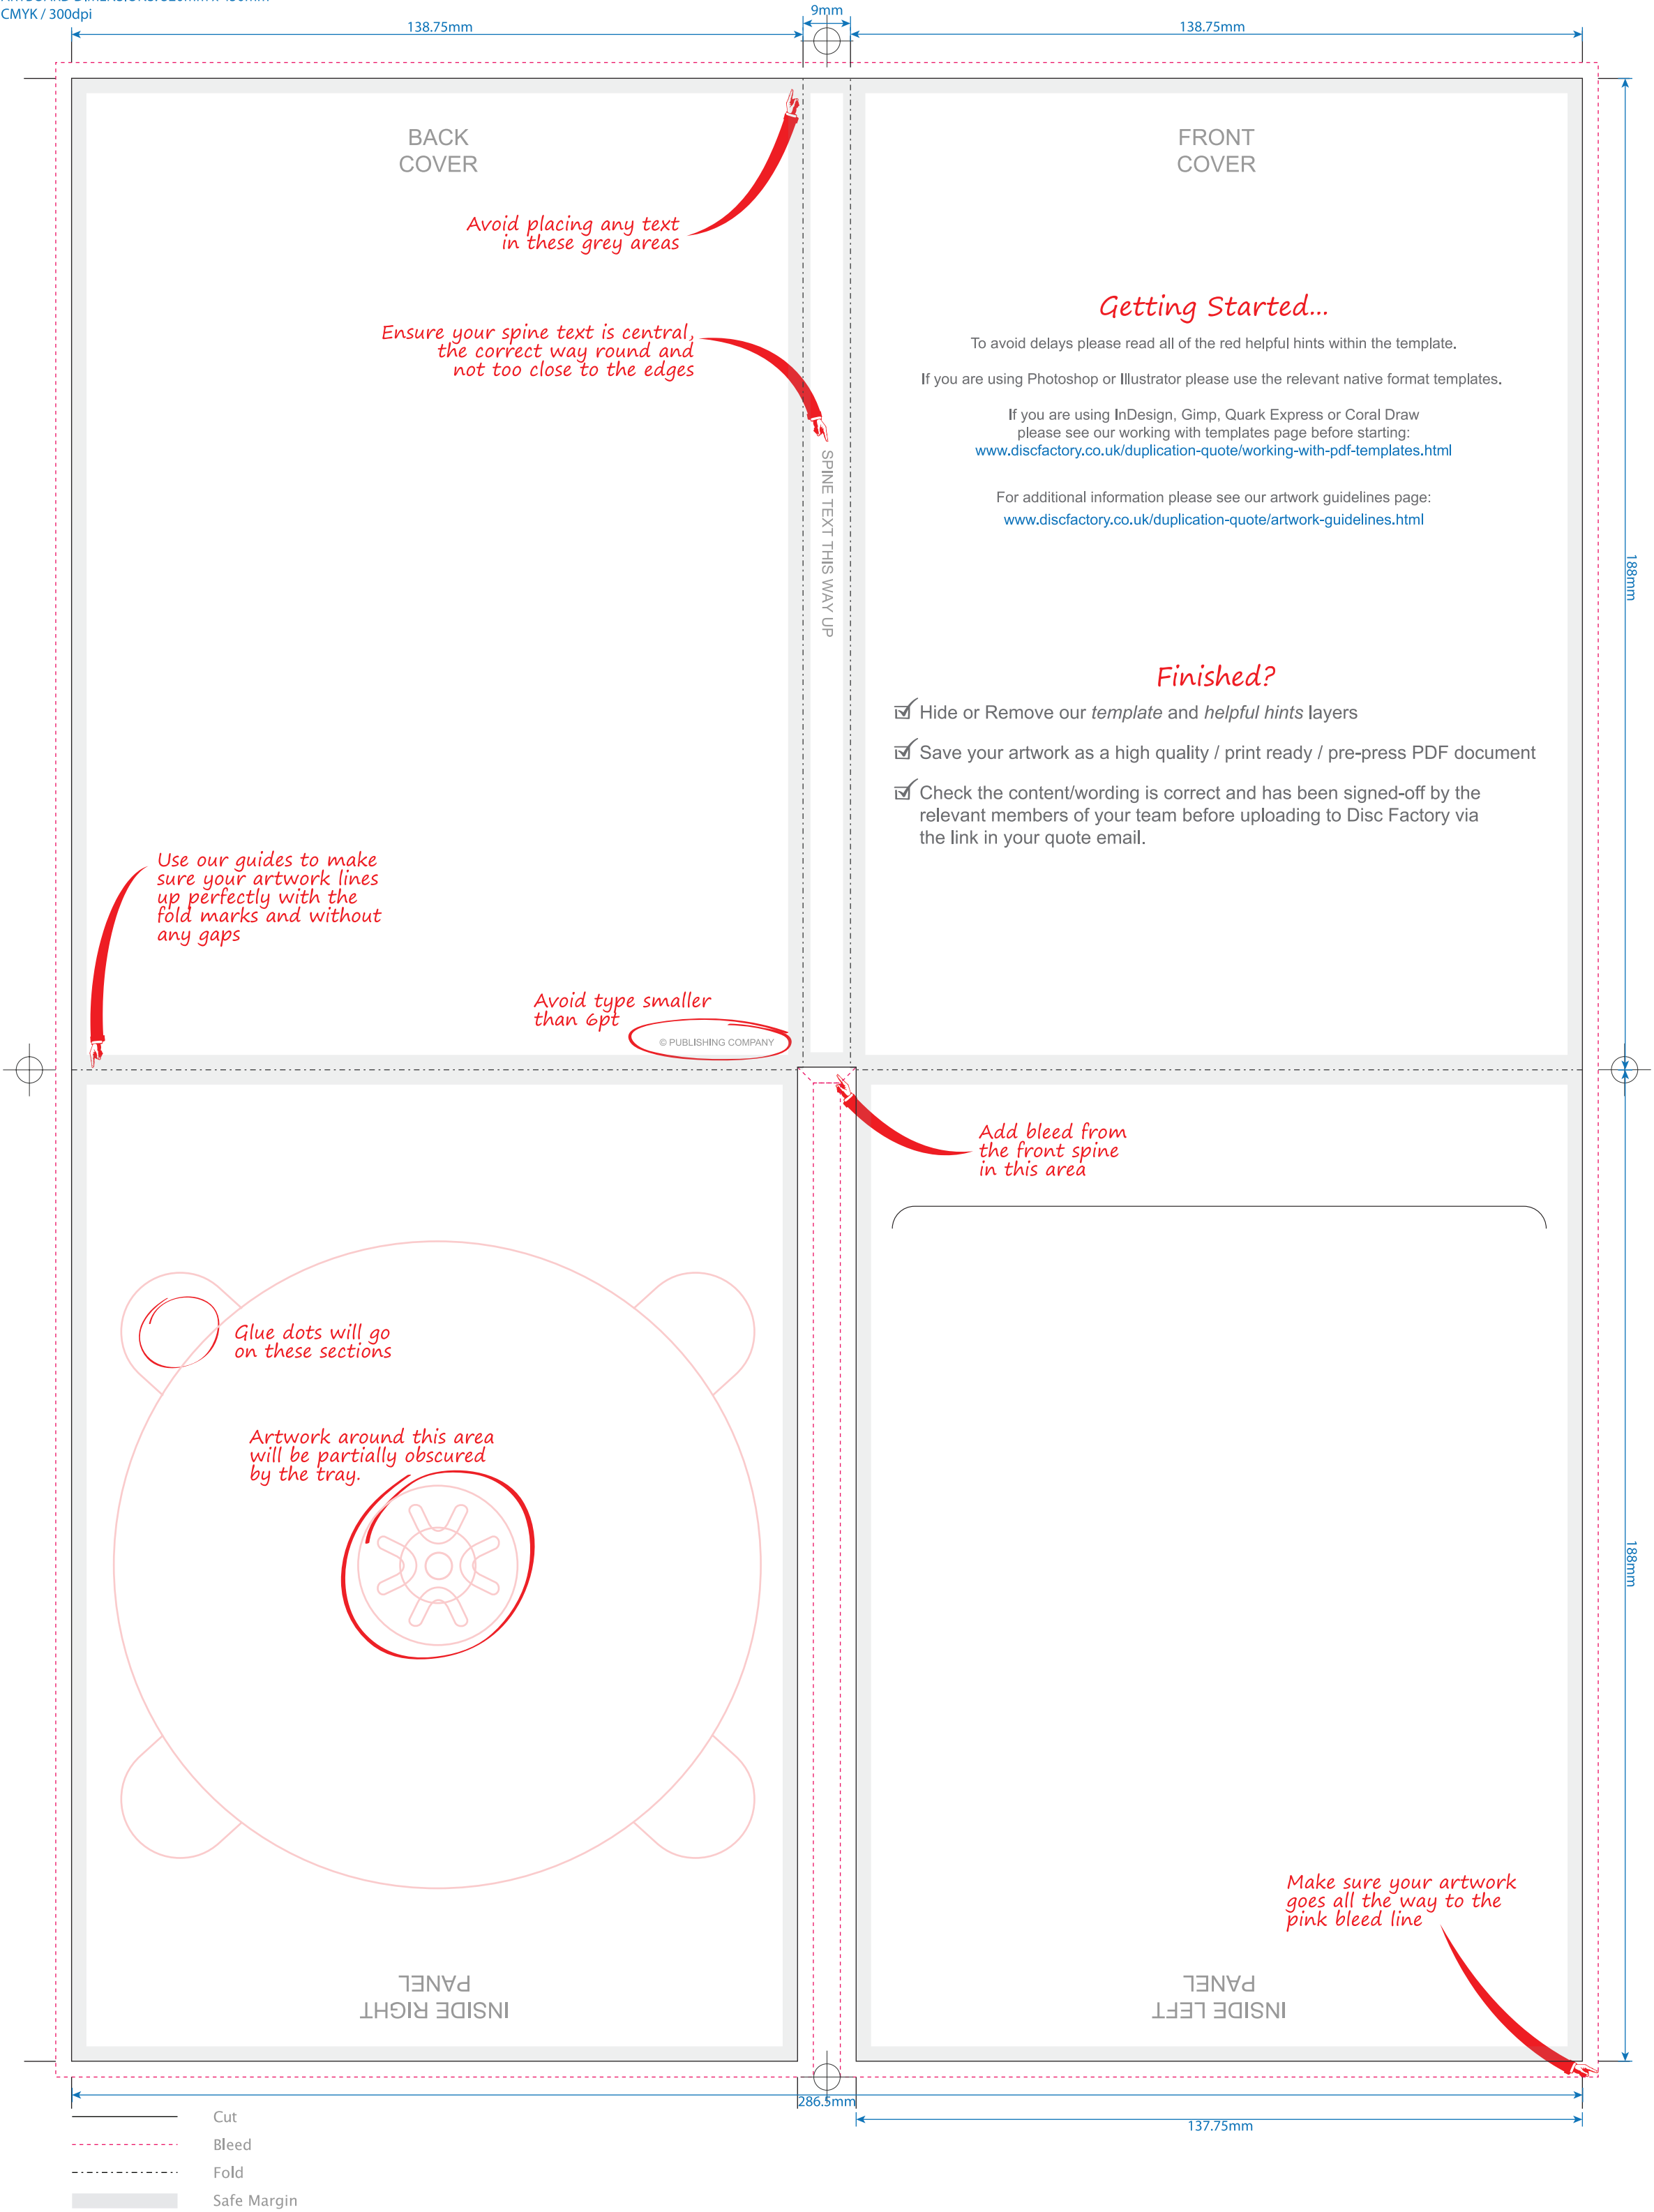 CMYK / 300dpi
138.75mm
9mm
138.75mm
BACK
COVER
FRONT
COVER
Avoid placing any text
in these grey areas
Ensure your spine text is central,
the correct way round and
not too close to the edges
SPINE TEXT THIS WAY UP
Getting Started...
To avoid delays please read all of the red helpful hints within the template.
If you are using Photoshop or Illustrator please use the relevant native format templates.
If you are using InDesign, Gimp, Quark Express or Coral Draw
please see our working with templates page before starting:
www.discfactory.co.uk/duplication-quote/working-with-pdf-templates.html
For additional information please see our artwork guidelines page:
www.discfactory.co.uk/duplication-quote/artwork-guidelines.html
188mm
Finished?
Hide or Remove our template and helpful hints layers
Save your artwork as a high quality / print ready / pre-press PDF document
Check the content/wording is correct and has been signed-off by the
relevant members of your team before uploading to Disc Factory via
the link in your quote email.
Use our guides to make
sure your artwork lines
up perfectly with the
fold marks and without
any gaps
Avoid type smaller
than 6pt
© PUBLISHING COMPANY
Add bleed from
the front spine
in this area
Glue dots will go
on these sections
Artwork around this area
will be partially obscured
by the tray.
188mm
Make sure your artwork
goes all the way to the
pink bleed line
INSIDE RIGHT
PANEL
INSIDE LEFT
PANEL
286.5mm
137.75mm
Cut
Bleed
Fold
Safe Margin